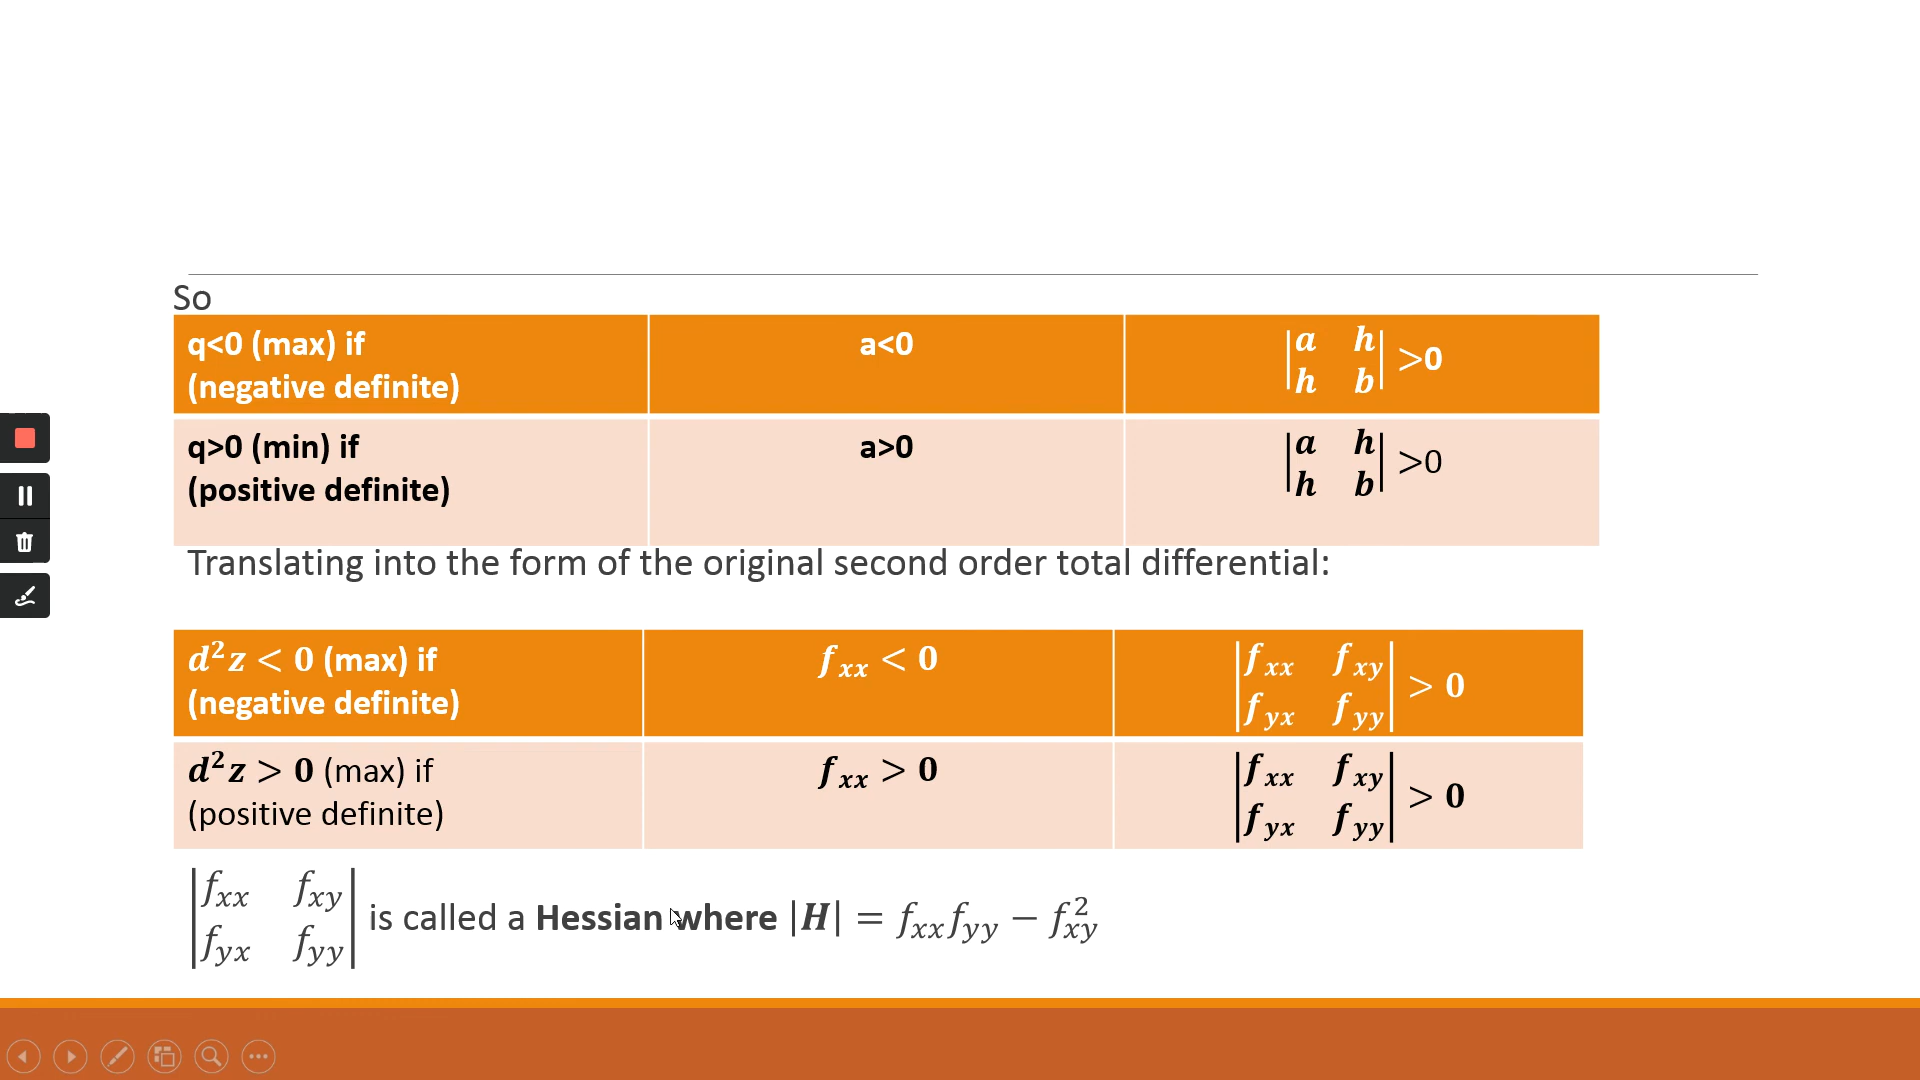 So
q<0 (max) if
(negative definite)
a<0
|a h|
|h b| >0
q>0 (min) if
(positive definite)
a>0
|a h|
|h b| >0
Translating into the form of the original second order total differential:
d²z < 0 (max) if
(negative definite)
f_xx < 0
|f_xx f_xy|
|f_yx f_yy| > 0
d²z > 0 (max) if
(positive definite)
f_xx > 0
|f_xx f_xy|
|f_yx f_yy| > 0
|f_xx f_xy|
|f_yx f_yy| is called a Hessian where |H| = f_xx f_yy − f_xy²